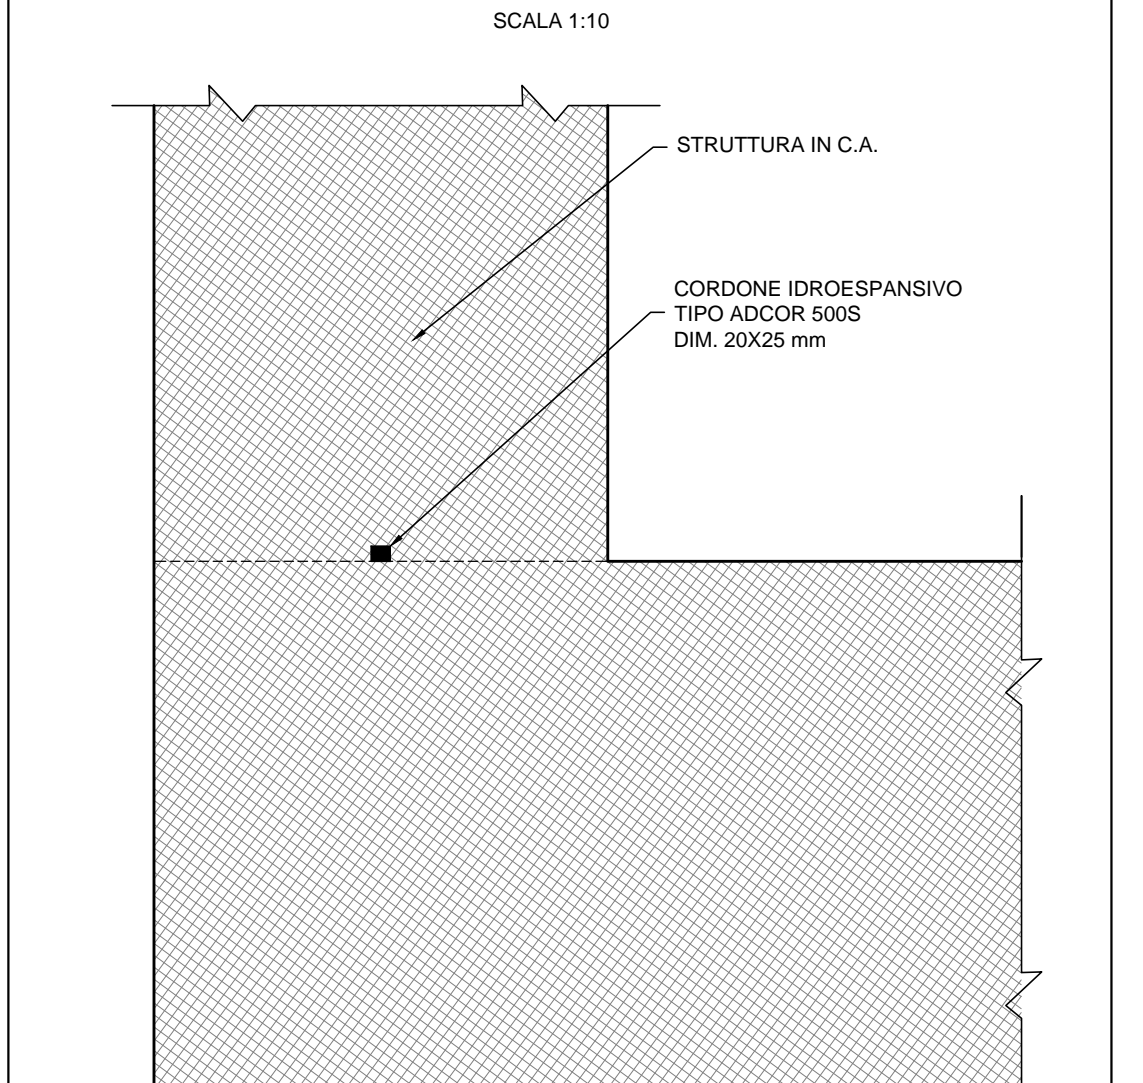 SCALA 1:10
STRUTTURA IN C.A.
CORDONE IDROESPANSIVO
TIPO ADCOR 500S
DIM. 20X25 mm